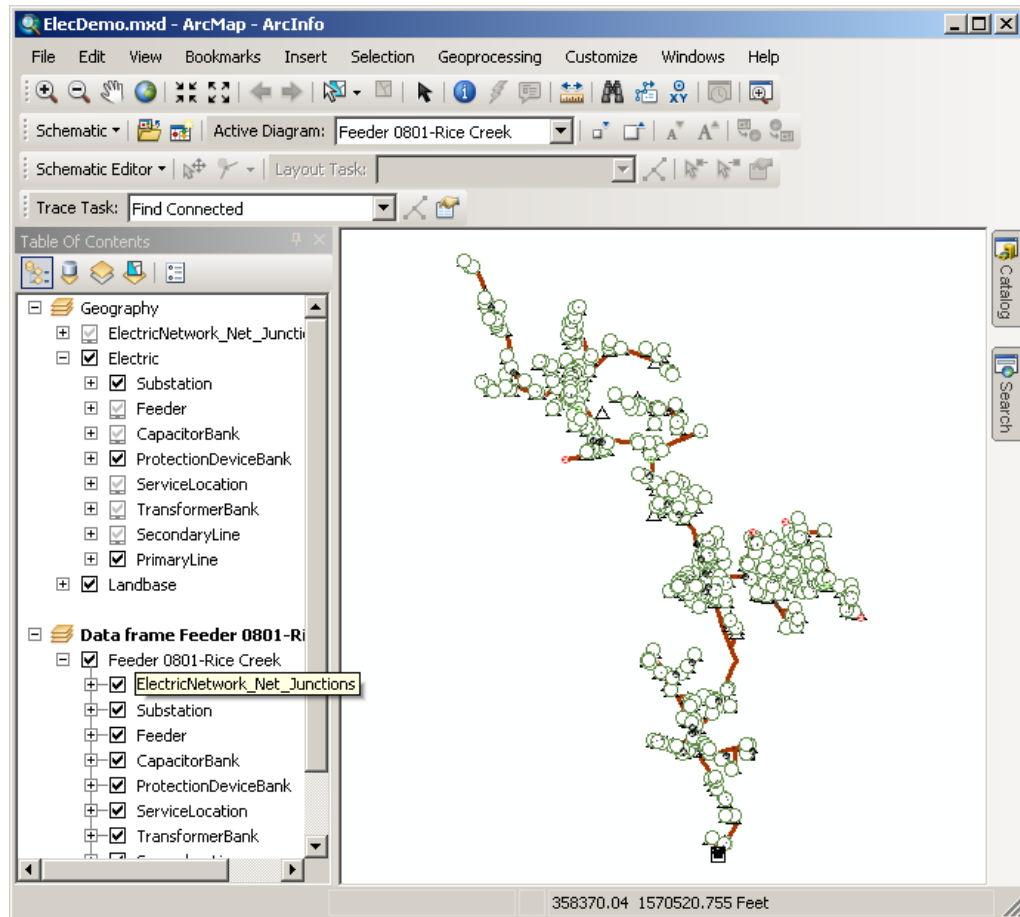 ElecDemo.mxd - ArcMap - ArcInfo
File Edit View Bookmarks Insert Selection Geoprocessing Customize Windows Help
XY
Schematic Active Diagram: Feeder 0801-Rice Creek A A
Schematic Editor Layout Task:
Trace Task: Find Connected
Table Of Contents
Geography
ElectricNetwork_Net_Juncti
Electric
Substation
Feeder
CapacitorBank
ProtectionDeviceBank
ServiceLocation
TransformerBank
SecondaryLine
PrimaryLine
Landbase
Data frame Feeder 0801-Ri
Feeder 0801-Rice Creek
ElectricNetwork_Net_Junctions
Substation
Feeder
CapacitorBank
ProtectionDeviceBank
ServiceLocation
TransformerBank
Catalog
Search
358370.04 1570520.755 Feet